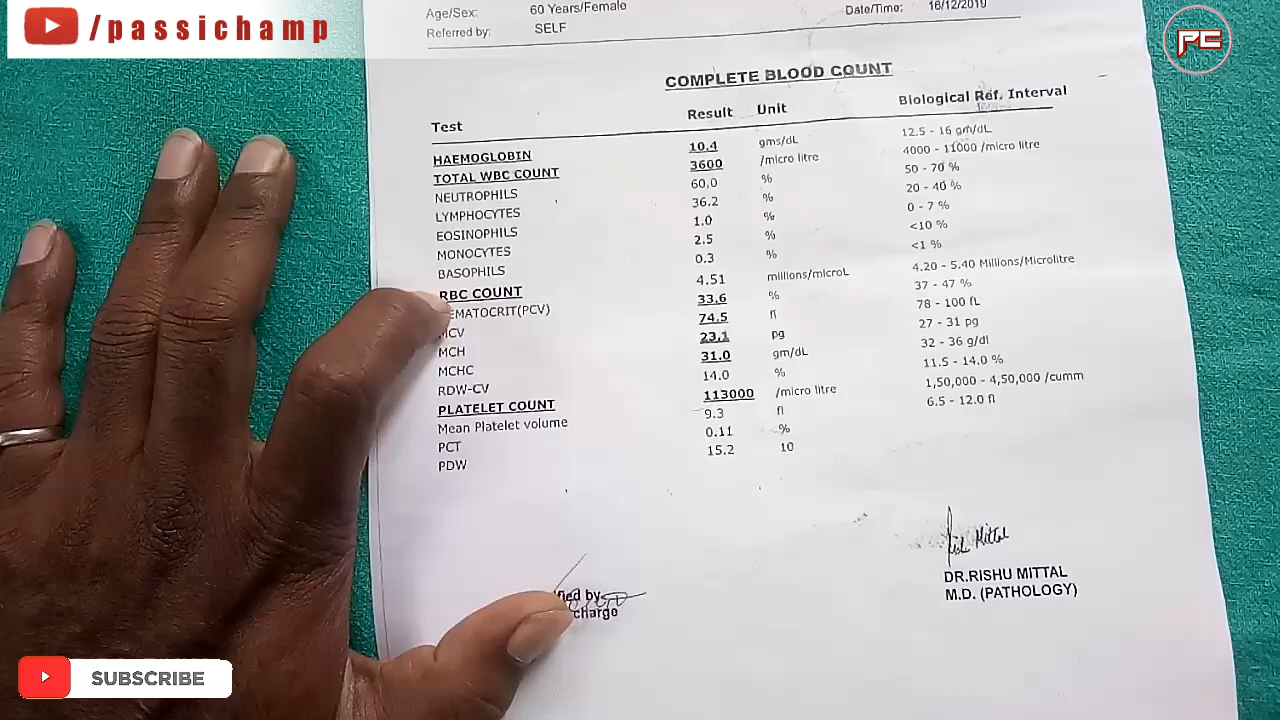 /passichamp
PC
Age/Sex: 60 Years/Female Date/Time: 16/12/2019
Referred by: SELF
COMPLETE BLOOD COUNT
Test Result Unit Biological Ref. Interval
HAEMOGLOBIN 10.4 gms/dL 12.5 - 16 gm/dL
TOTAL WBC COUNT 3600 /micro litre 4000 - 11000 /micro litre
NEUTROPHILS 60.0 % 50 - 70 %
LYMPHOCYTES 36.2 % 20 - 40 %
EOSINOPHILS 1.0 % 0 - 7 %
MONOCYTES 2.5 % <10 %
BASOPHILS 0.3 % <1 %
RBC COUNT 4.51 millions/microL 4.20 - 5.40 Millions/Microlitre
EMATOCRIT(PCV) 33.6 % 37 - 47 %
MCV 74.5 fl 78 - 100 fL
MCH 23.1 pg 27 - 31 pg
MCHC 31.0 gm/dL 32 - 36 g/dl
RDW-CV 14.0 % 11.5 - 14.0 %
PLATELET COUNT 113000 /micro litre 1,50,000 - 4,50,000 /cumm
Mean Platelet volume 9.3 fl 6.5 - 12.0 fl
PCT 0.11 %
PDW 15.2 10
fied by
charge
Rishu Mittal
DR.RISHU MITTAL
M.D. (PATHOLOGY)
SUBSCRIBE